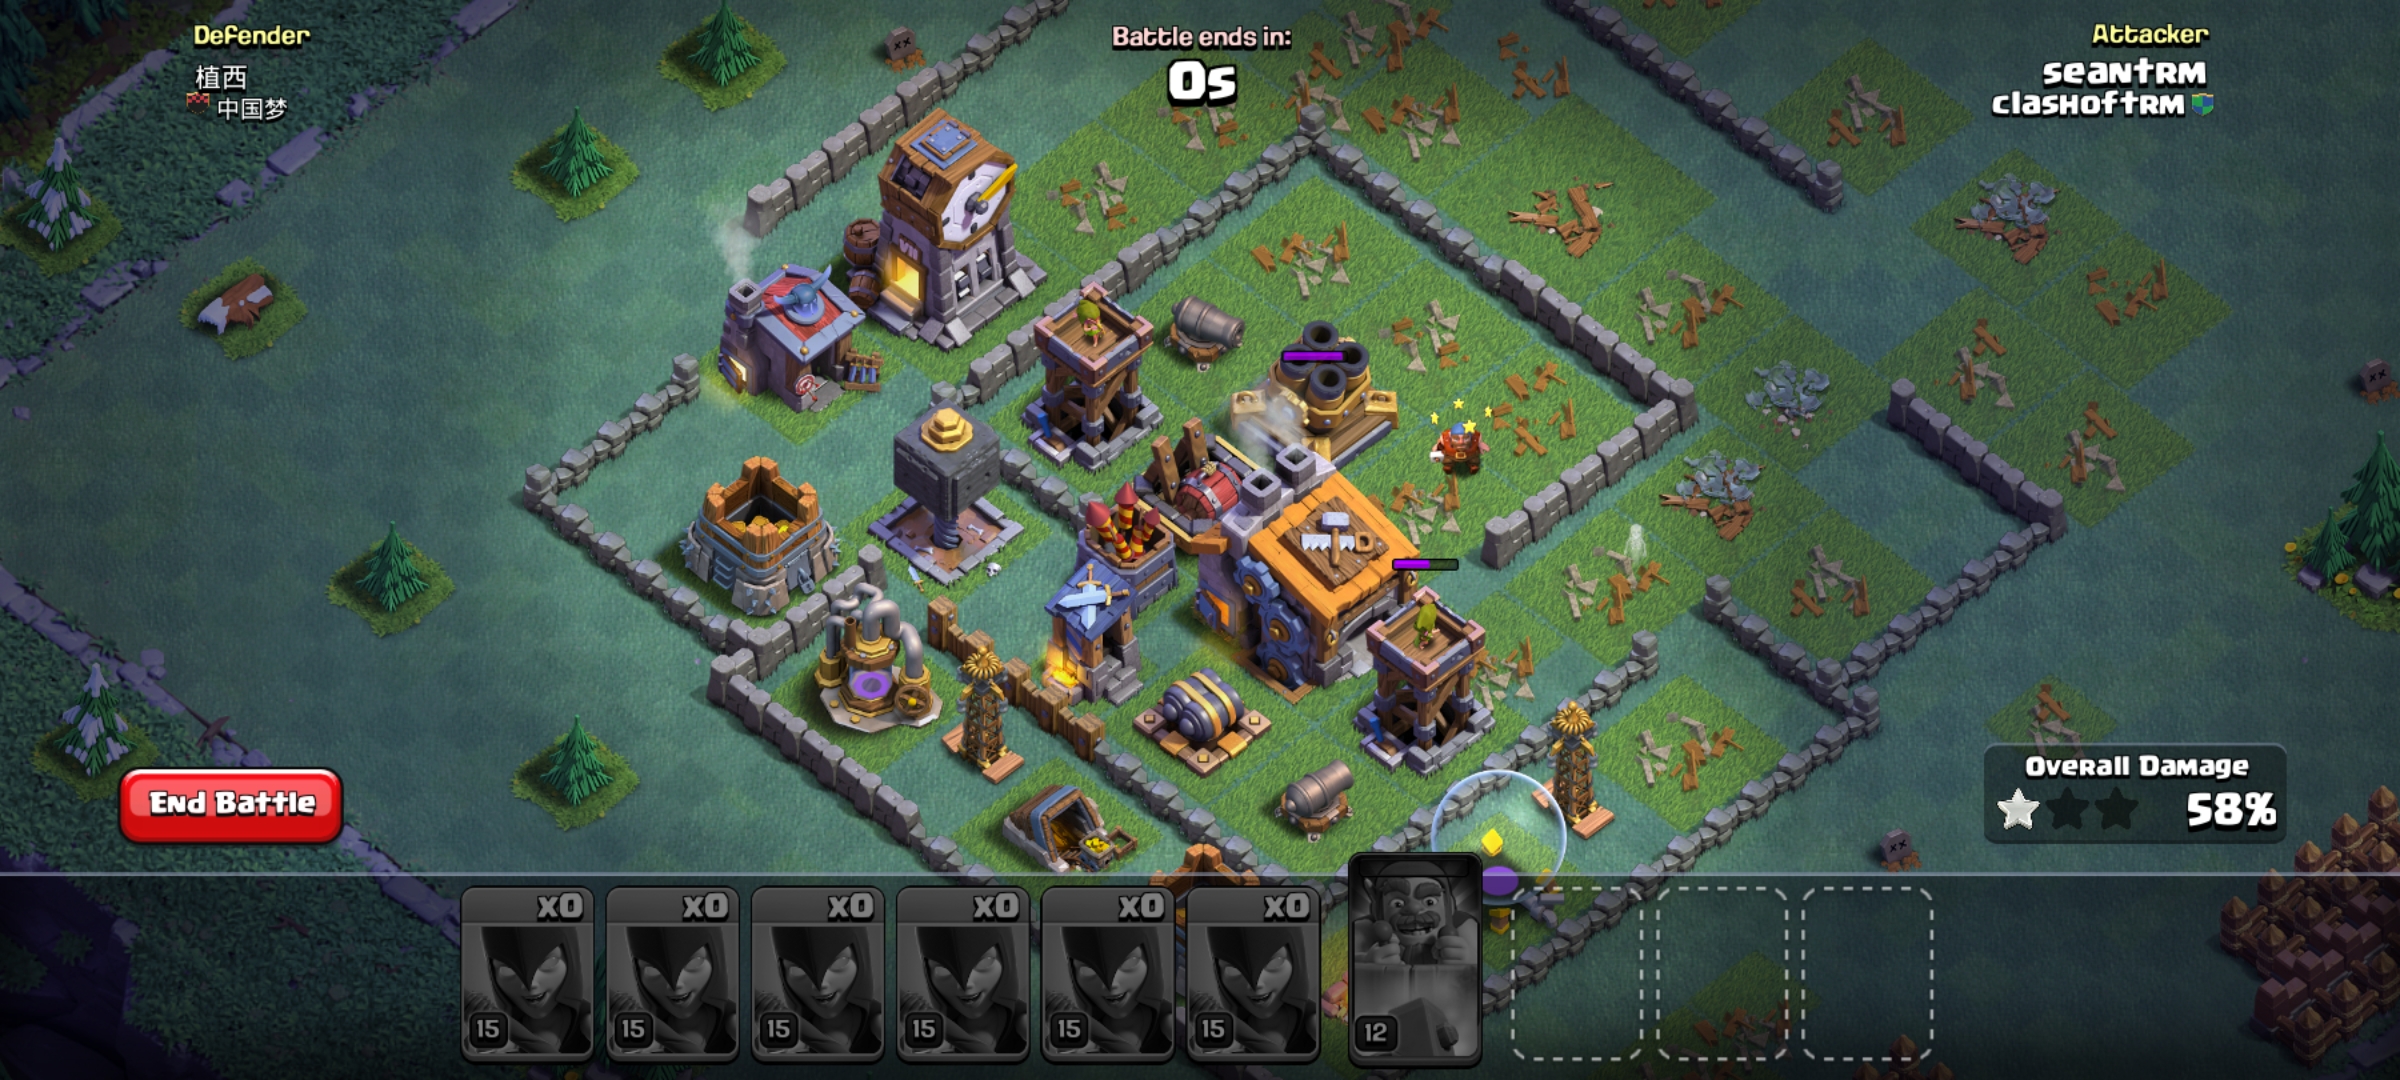 Defender
植西
中国梦
Battle ends in:
0s
Attacker
seantRM
clashoftRM
VII
End Battle
Overall Damage
58%
x0 x0 x0 x0 x0 x0
15 15 15 15 15 15 12